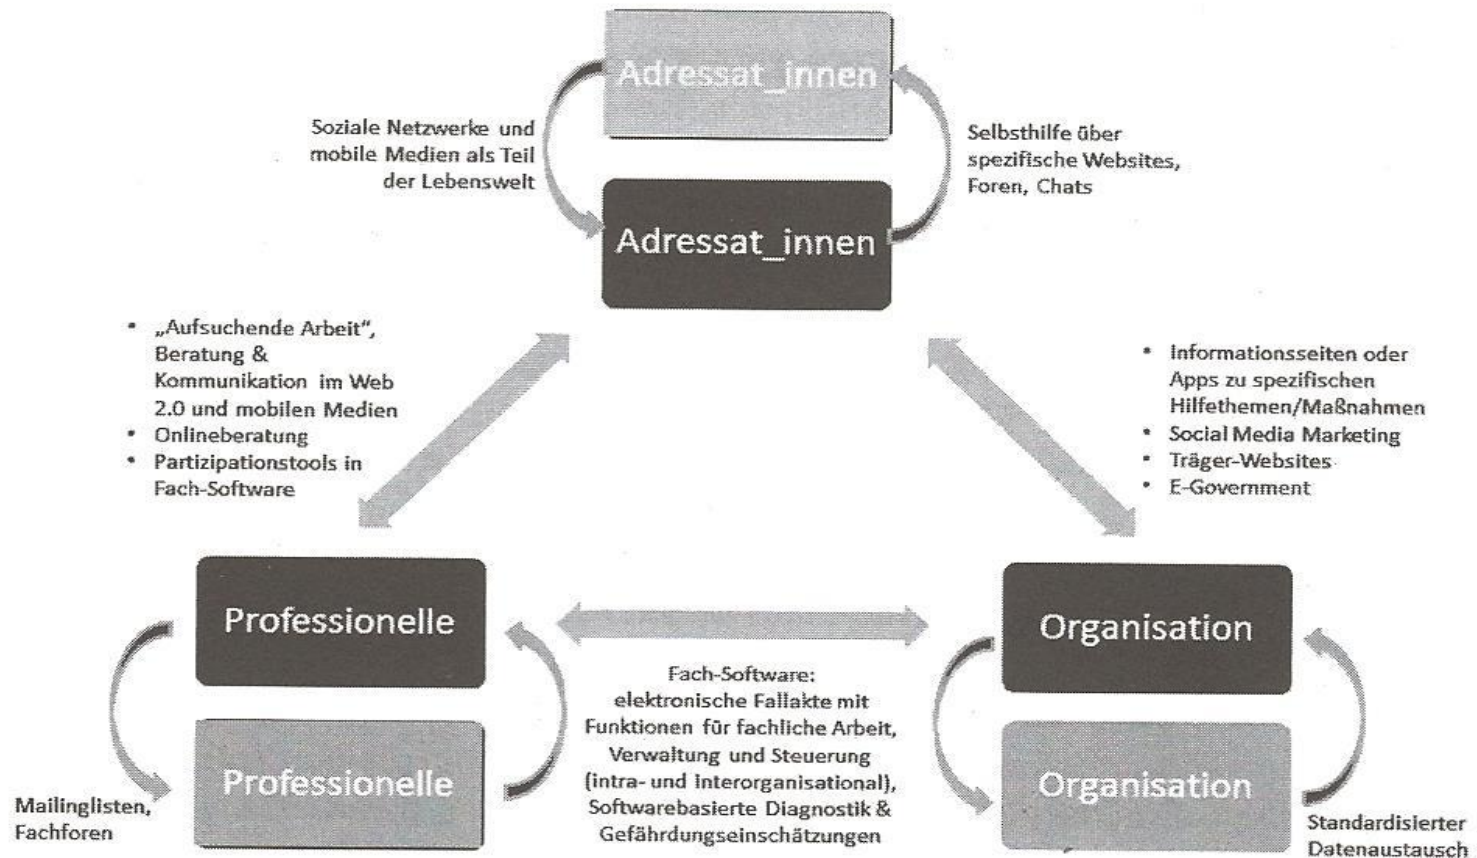 Adressat_innen
Soziale Netzwerke und
mobile Medien als Teil
der Lebenswelt
Selbsthilfe über
spezifische Websites,
Foren, Chats
Adressat_innen
• „Aufsuchende Arbeit“,
Beratung &
Kommunikation im Web
2.0 und mobilen Medien
• Onlineberatung
• Partizipationstools in
Fach-Software
• Informationsseiten oder
Apps zu spezifischen
Hilfethemen/Maßnahmen
• Social Media Marketing
• Träger-Websites
• E-Government
Professionelle
Organisation
Fach-Software:
elektronische Fallakte mit
Funktionen für fachliche Arbeit,
Verwaltung und Steuerung
(intra- und interorganisational),
Softwarebasierte Diagnostik &
Gefährdungseinschätzungen
Professionelle
Organisation
Mailinglisten,
Fachforen
Standardisierter
Datenaustausch